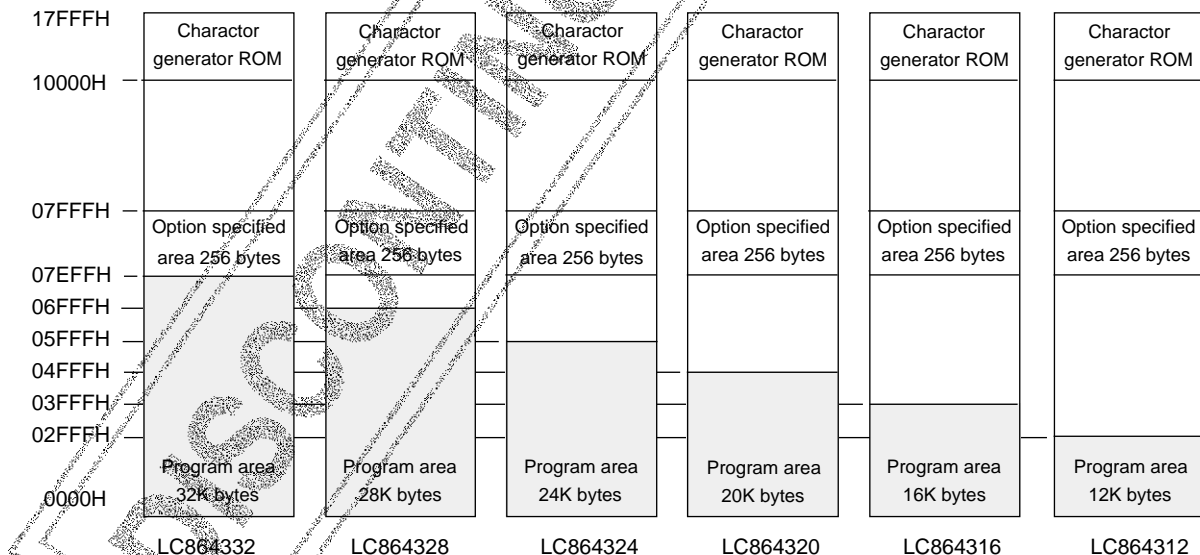 17FFFH
10000H
07FFFH
07EFFH
06FFFH
05FFFH
04FFFH
03FFFH
02FFFH
0000H
Charactor
generator ROM
Option specified
area 256 bytes
Program area
32K bytes
LC864332
Charactor
generator ROM
Option specified
area 256 bytes
Program area
28K bytes
LC864328
Charactor
generator ROM
Option specified
area 256 bytes
Program area
24K bytes
LC864324
Charactor
generator ROM
Option specified
area 256 bytes
Program area
20K bytes
LC864320
Charactor
generator ROM
Option specified
area 256 bytes
Program area
16K bytes
LC864316
Charactor
generator ROM
Option specified
area 256 bytes
Program area
12K bytes
LC864312
DISCONTIN